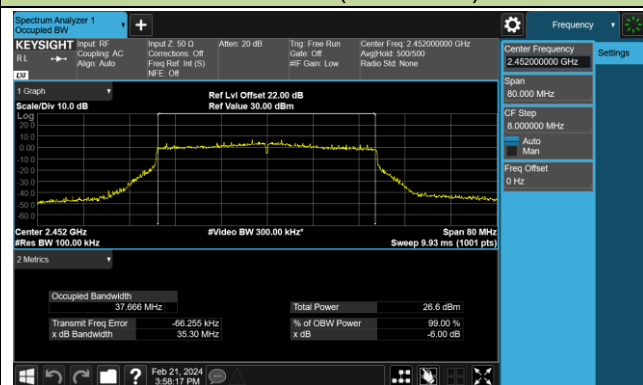 Spectrum Analyzer 1
Occupied BW
Frequency
KEYSIGHT
R L
Input: RF
Coupling: AC
Align: Auto
Input Z: 50 Ω
Corrections: Off
Freq Ref: Int (S)
NFE: Off
Atten: 20 dB
Trig: Free Run
Gate: Off
#IF Gain: Low
Center Freq: 2.452000000 GHz
Avg|Hold: 500/500
Radio Std: None
LXI
1 Graph
Scale/Div 10.0 dB
Ref Lvl Offset 22.00 dB
Ref Value 30.00 dBm
Log
20.0
10.0
0.00
-10.0
-20.0
-30.0
-40.0
-50.0
-60.0
Center 2.452 GHz
#Res BW 100.00 kHz
#Video BW 300.00 kHz*
Span 80 MHz
Sweep 9.93 ms (1001 pts)
2 Metrics
Occupied Bandwidth
37.666 MHz
Total Power 26.6 dBm
Transmit Freq Error -66.255 kHz
% of OBW Power 99.00 %
x dB Bandwidth 35.30 MHz
x dB -6.00 dB
Feb 21, 2024
3:58:17 PM
Center Frequency
2.452000000 GHz
Settings
Span
80.000 MHz
CF Step
8.000000 MHz
Auto
Man
Freq Offset
0 Hz